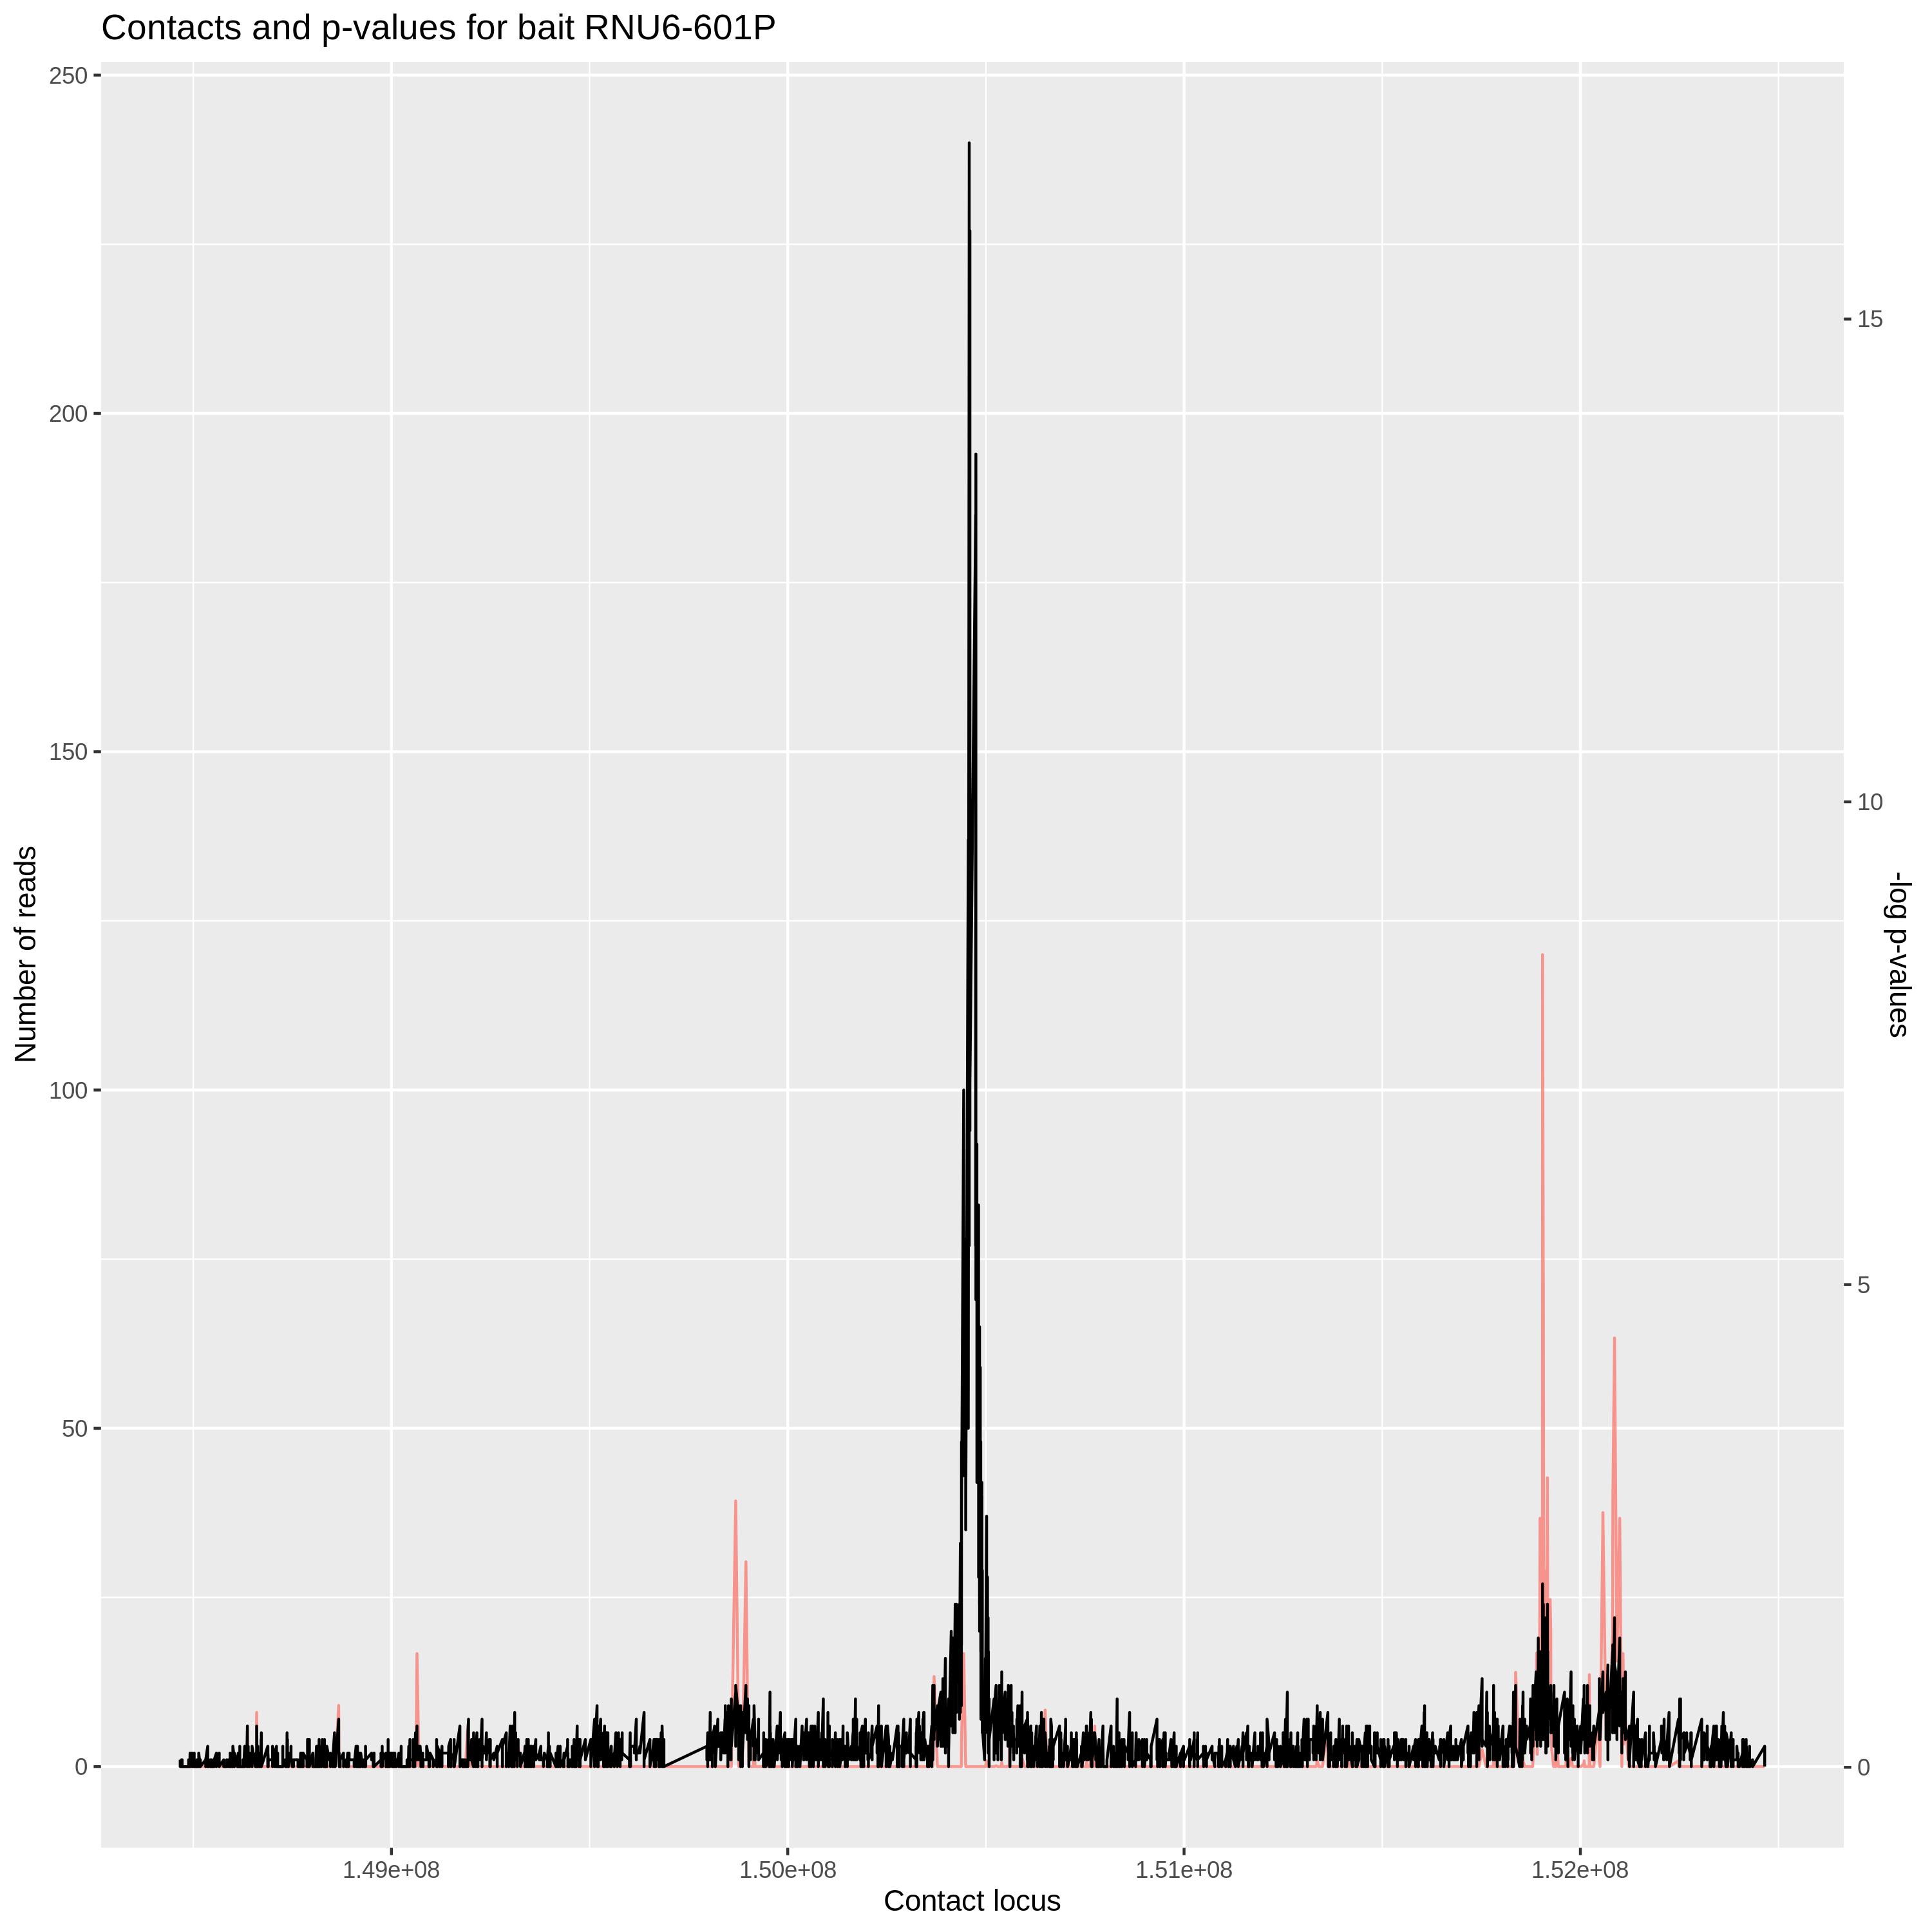 Contacts and p-values for bait RNU6-601P
250
200
150
100
50
0
Number of reads
15
10
5
0
-log p-values
1.49e+08
1.50e+08
1.51e+08
1.52e+08
Contact locus